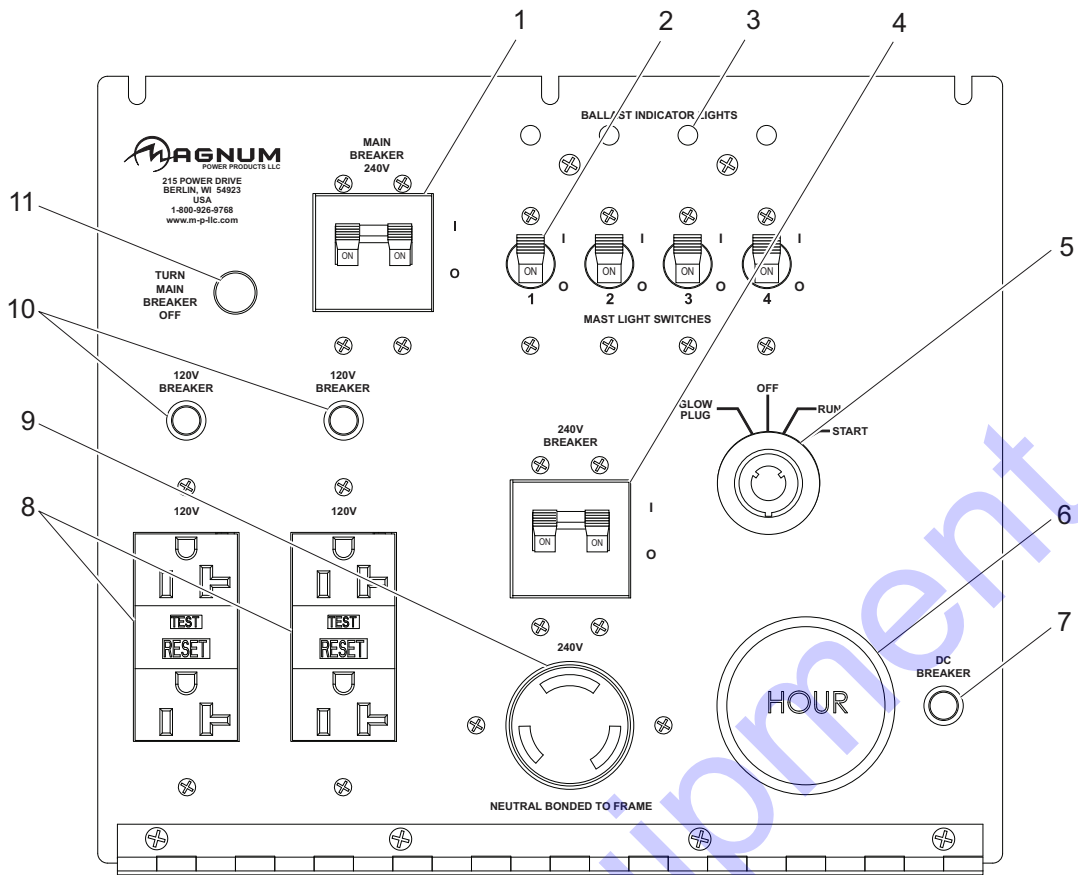 1
2
3
4
BALLAST INDICATOR LIGHTS
MAGNUM
POWER PRODUCTS LLC
215 POWER DRIVE
BERLIN, WI 54923
USA
1-800-926-9768
www.m-p-llc.com
MAIN
BREAKER
240V
ON
ON
I
O
I
I
I
I
ON
ON
ON
ON
O
O
O
O
1
2
3
4
MAST LIGHT SWITCHES
11
TURN
MAIN
BREAKER
OFF
5
10
120V
BREAKER
120V
BREAKER
GLOW
PLUG
OFF
RUN
START
9
240V
BREAKER
ON
ON
I
O
6
8
120V
120V
TEST
RESET
TEST
RESET
240V
HOUR
7
DC
BREAKER
NEUTRAL BONDED TO FRAME